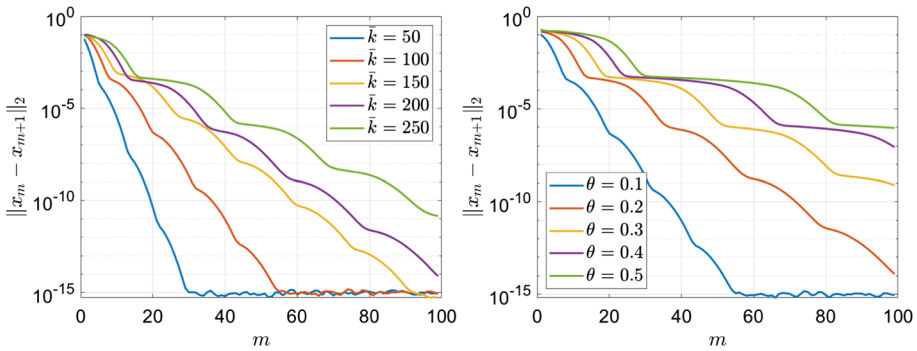 10^0
10^-5
10^-10
10^-15
0 20 40 60 80 100
m
‖x_m − x_{m+1}‖_2
k̄ = 50
k̄ = 100
k̄ = 150
k̄ = 200
k̄ = 250
10^0
10^-5
10^-10
10^-15
0 20 40 60 80 100
m
‖x_m − x_{m+1}‖_2
θ = 0.1
θ = 0.2
θ = 0.3
θ = 0.4
θ = 0.5